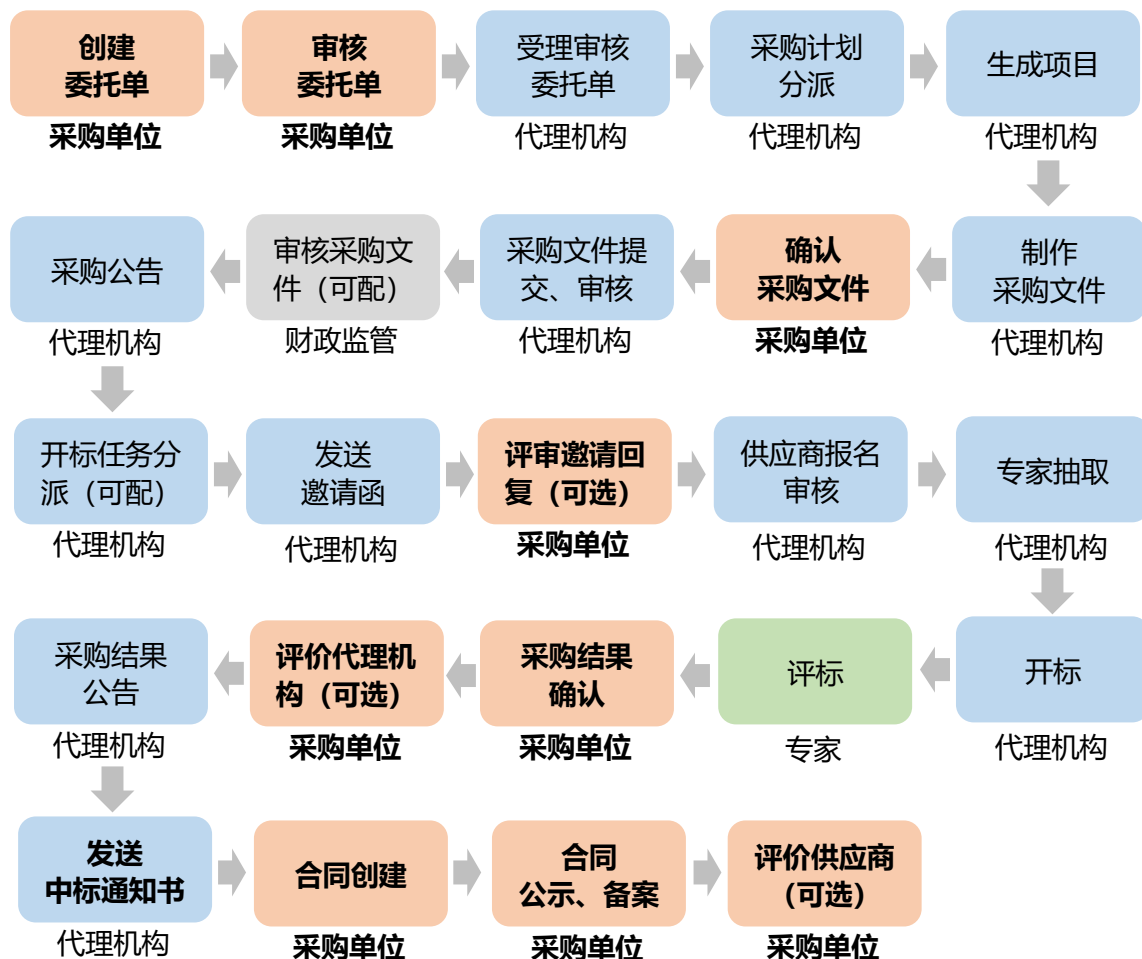 创建
委托单
采购单位
审核
委托单
采购单位
受理审核
委托单
代理机构
采购计划
分派
代理机构
生成项目
代理机构
采购公告
代理机构
审核采购文
件（可配）
财政监管
采购文件提
交、审核
代理机构
确认
采购文件
采购单位
制作
采购文件
代理机构
开标任务分
派（可配）
代理机构
发送
邀请函
代理机构
评审邀请回
复（可选）
采购单位
供应商报名
审核
代理机构
专家抽取
代理机构
采购结果
公告
代理机构
评价代理机
构（可选）
采购单位
采购结果
确认
采购单位
评标
专家
开标
代理机构
发送
中标通知书
代理机构
合同创建
采购单位
合同
公示、备案
采购单位
评价供应商
（可选）
采购单位